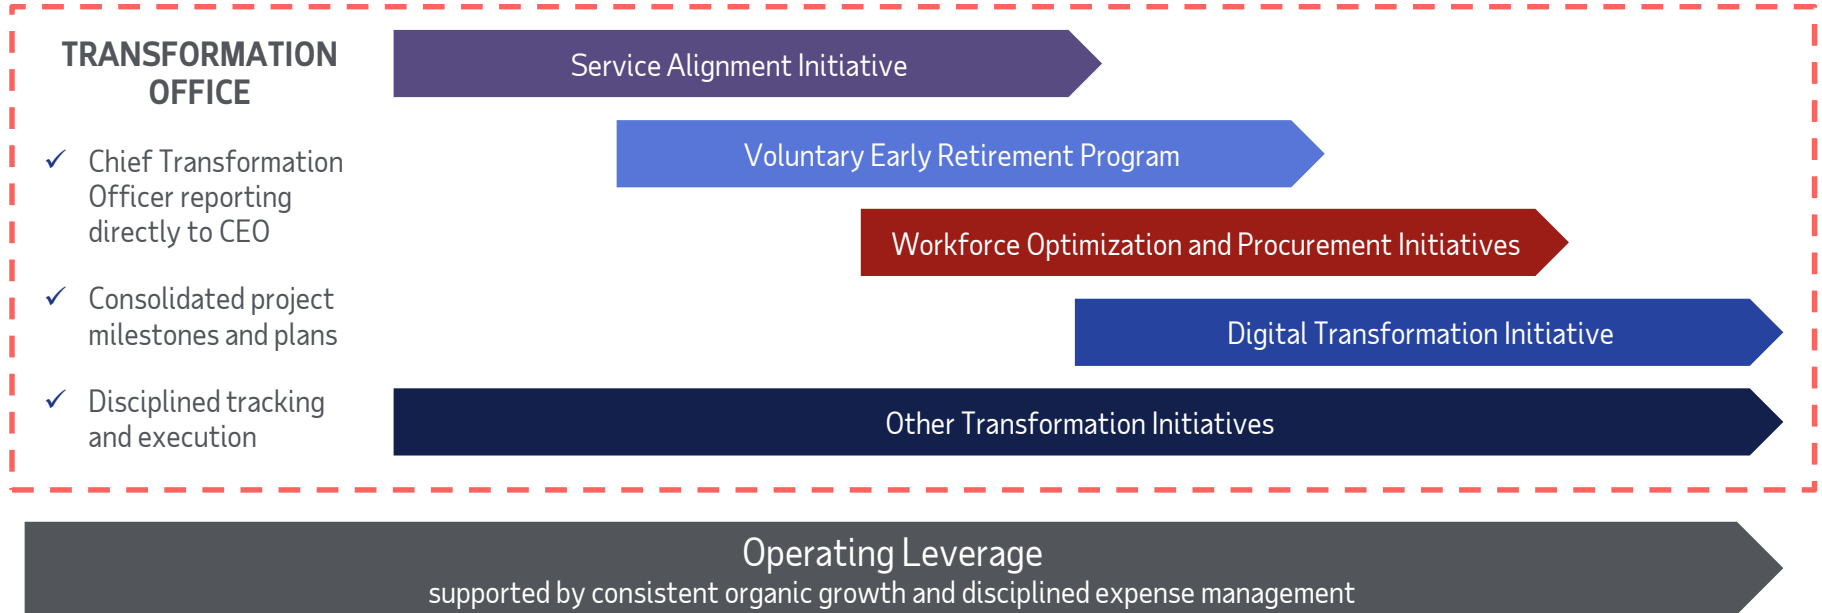 TRANSFORMATION
OFFICE
✓ Chief Transformation
Officer reporting
directly to CEO
✓ Consolidated project
milestones and plans
✓ Disciplined tracking
and execution
Service Alignment Initiative
Voluntary Early Retirement Program
Workforce Optimization and Procurement Initiatives
Digital Transformation Initiative
Other Transformation Initiatives
Operating Leverage
supported by consistent organic growth and disciplined expense management